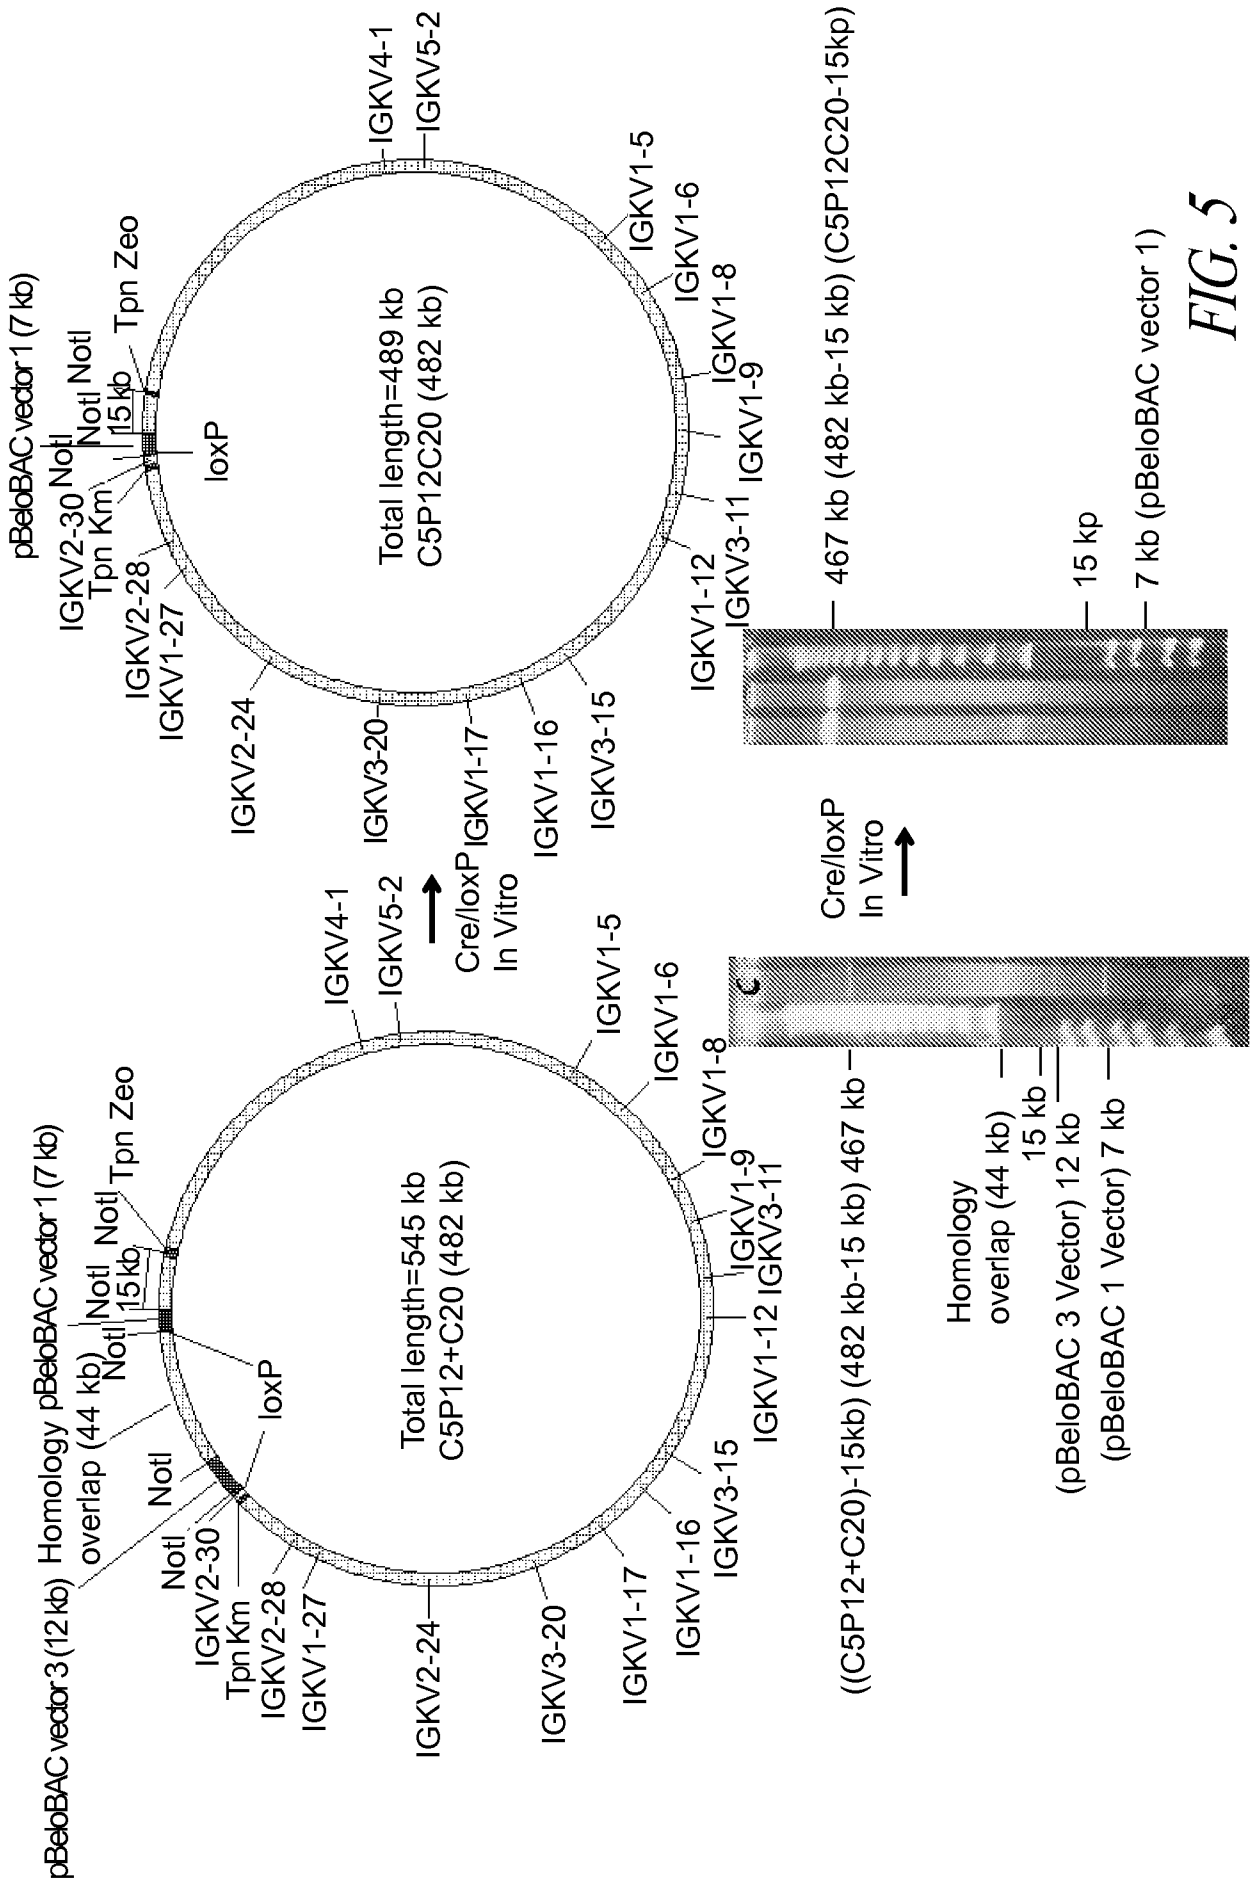 pBeloBAC vector 3 (12 kb)
Homology
overlap (44 kb)
pBeloBAC vector 1 (7 kb)
NotI
NotI
15 kb
NotI
Tpn Zeo
NotI
NotI
IGKV2-30
Tpn Km
IGKV2-28
IGKV1-27
IGKV2-24
IGKV3-20
IGKV1-17
IGKV1-16
IGKV3-15
IGKV1-12
IGKV3-11
IGKV1-9
IGKV1-8
IGKV1-6
IGKV1-5
IGKV5-2
IGKV4-1
loxP
Total length=545 kb
C5P12+C20 (482 kb)
Cre/loxP
In Vitro
pBeloBAC vector 1 (7 kb)
NotI
NotI
15 kb
NotI
Tpn Zeo
IGKV2-30
Tpn Km
IGKV2-28
IGKV1-27
IGKV2-24
IGKV3-20
IGKV1-17
IGKV1-16
IGKV3-15
IGKV1-12
IGKV3-11
IGKV1-9
IGKV1-8
IGKV1-6
IGKV1-5
IGKV5-2
IGKV4-1
loxP
Total length=489 kb
C5P12C20 (482 kb)
((C5P12+C20)-15kb) (482 kb-15 kb) 467 kb
Homology
overlap (44 kb)
15 kb
(pBeloBAC 3 Vector) 12 kb
(pBeloBAC 1 Vector) 7 kb
C
Cre/loxP
In Vitro
467 kb (482 kb-15 kb) (C5P12C20-15kp)
15 kp
7 kb (pBeloBAC vector 1)
FIG. 5